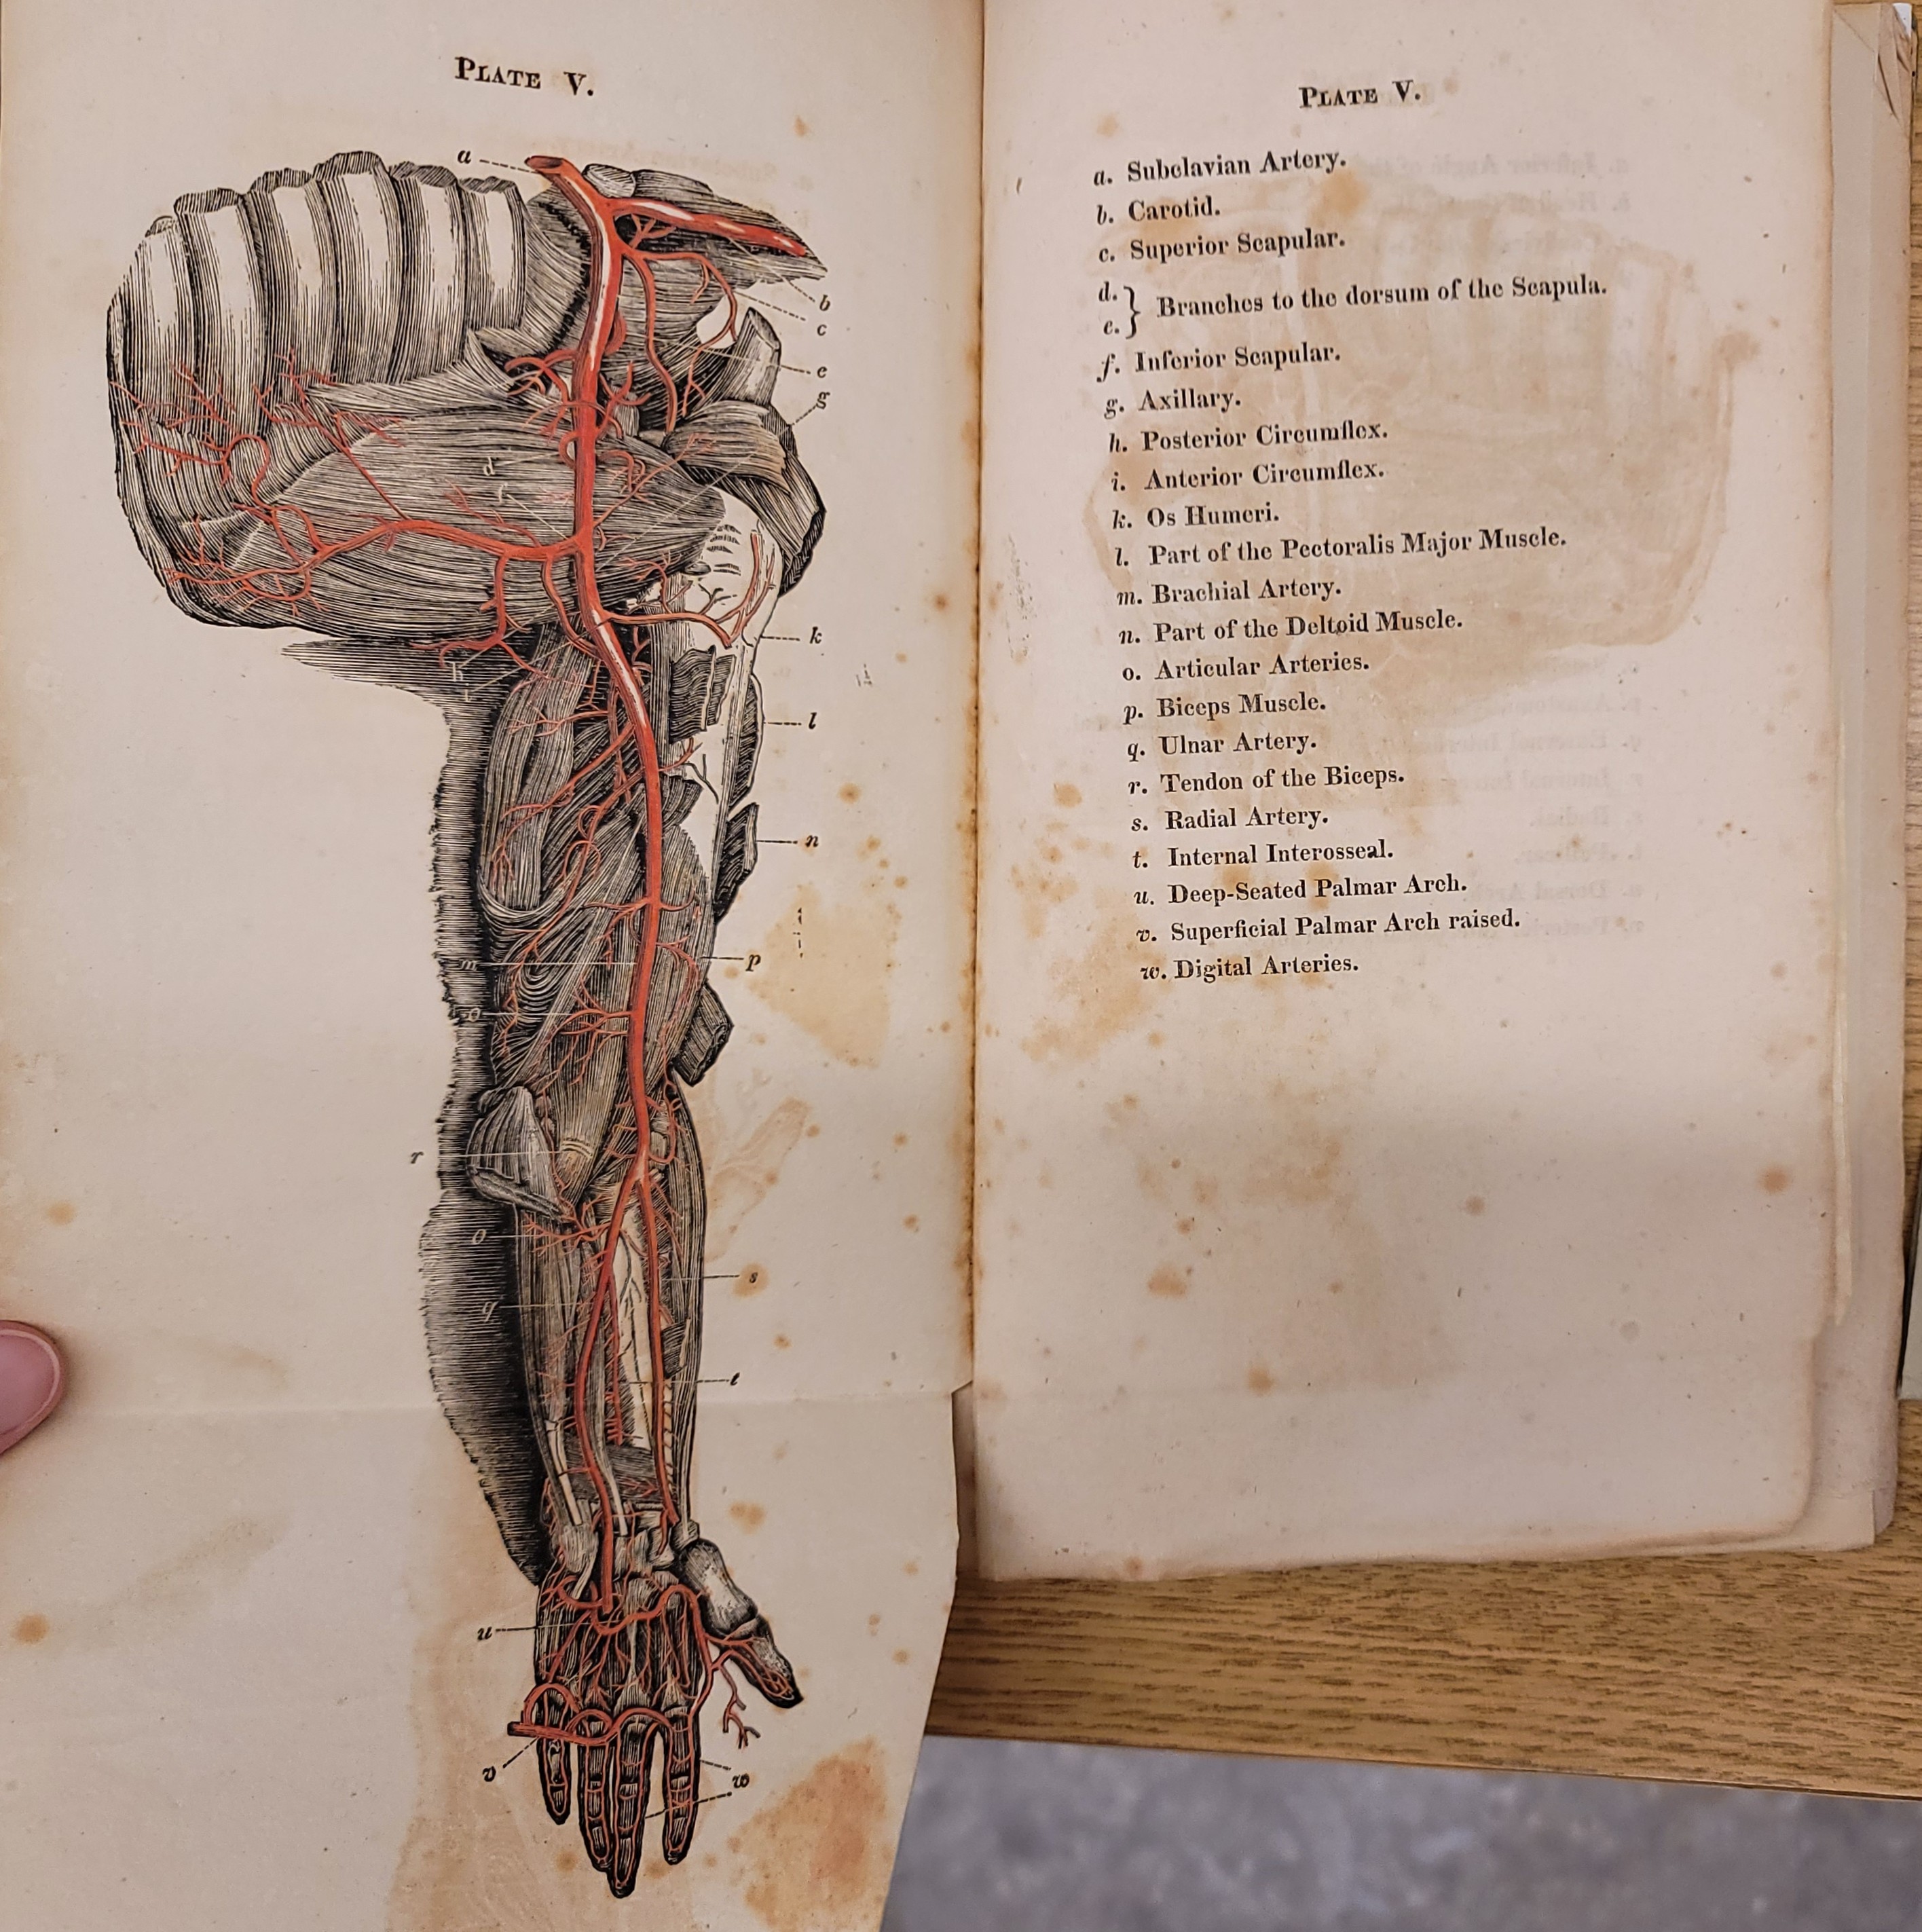 PLATE V.
a
b
c
e
g
d
f
k
h
i
l
n
m
p
o
r
o
s
q
t
u
v
w
PLATE V.
a. Subclavian Artery.
b. Carotid.
c. Superior Scapular.
d.
e. } Branches to the dorsum of the Scapula.
f. Inferior Scapular.
g. Axillary.
h. Posterior Circumflex.
i. Anterior Circumflex.
k. Os Humeri.
l. Part of the Pectoralis Major Muscle.
m. Brachial Artery.
n. Part of the Deltoid Muscle.
o. Articular Arteries.
p. Biceps Muscle.
q. Ulnar Artery.
r. Tendon of the Biceps.
s. Radial Artery.
t. Internal Interosseal.
u. Deep-Seated Palmar Arch.
v. Superficial Palmar Arch raised.
w. Digital Arteries.